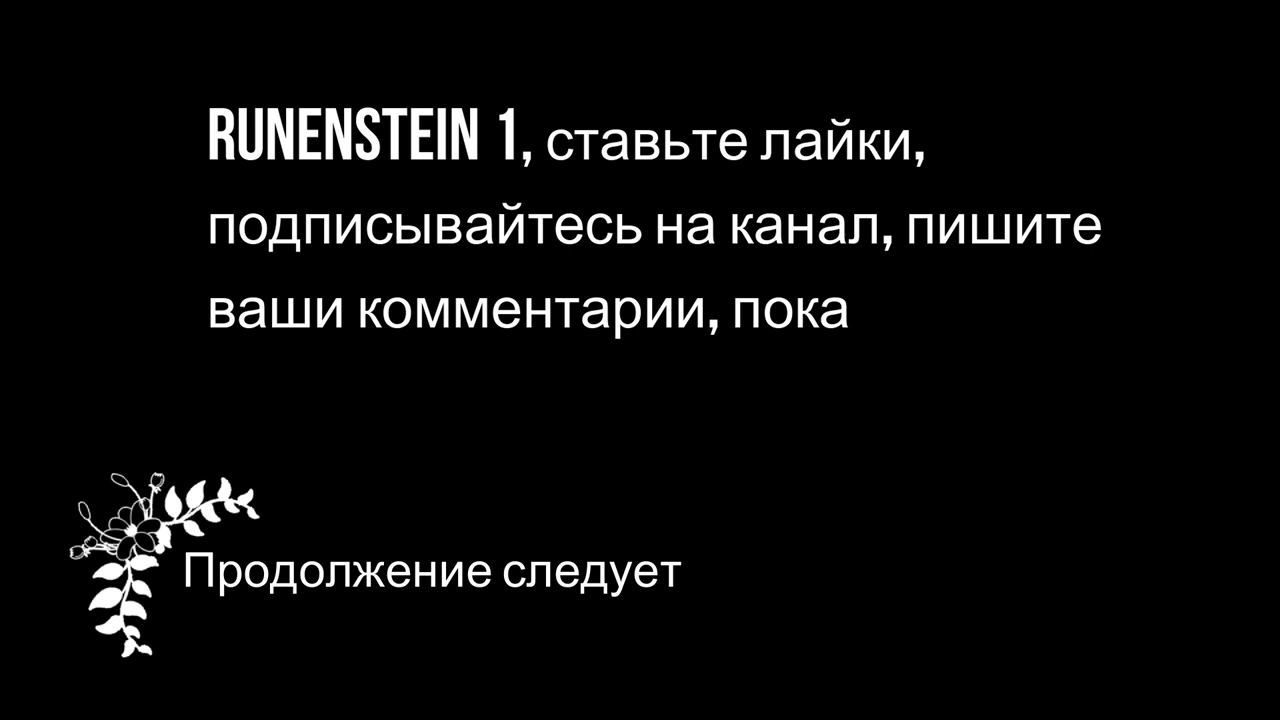 RUNENSTEIN 1, ставьте лайки,
подписывайтесь на канал, пишите
ваши комментарии, пока
Продолжение следует